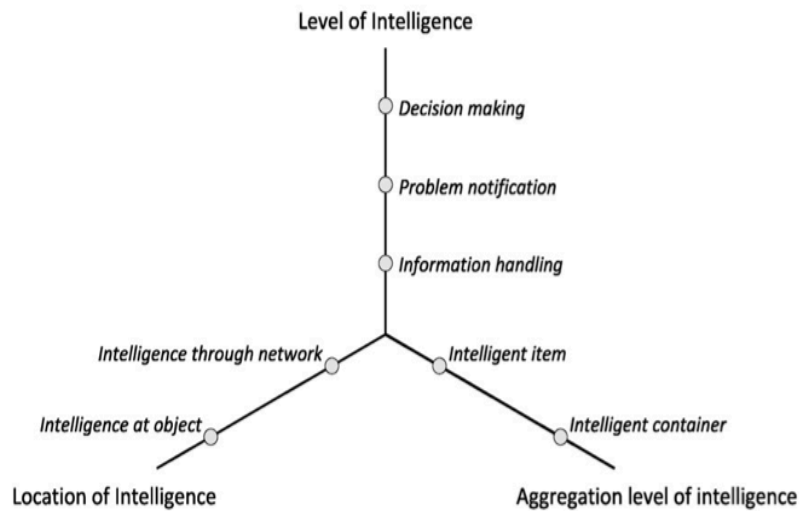 Level of Intelligence
Decision making
Problem notification
Information handling
Intelligence through network
Intelligent item
Intelligence at object
Intelligent container
Location of Intelligence
Aggregation level of intelligence